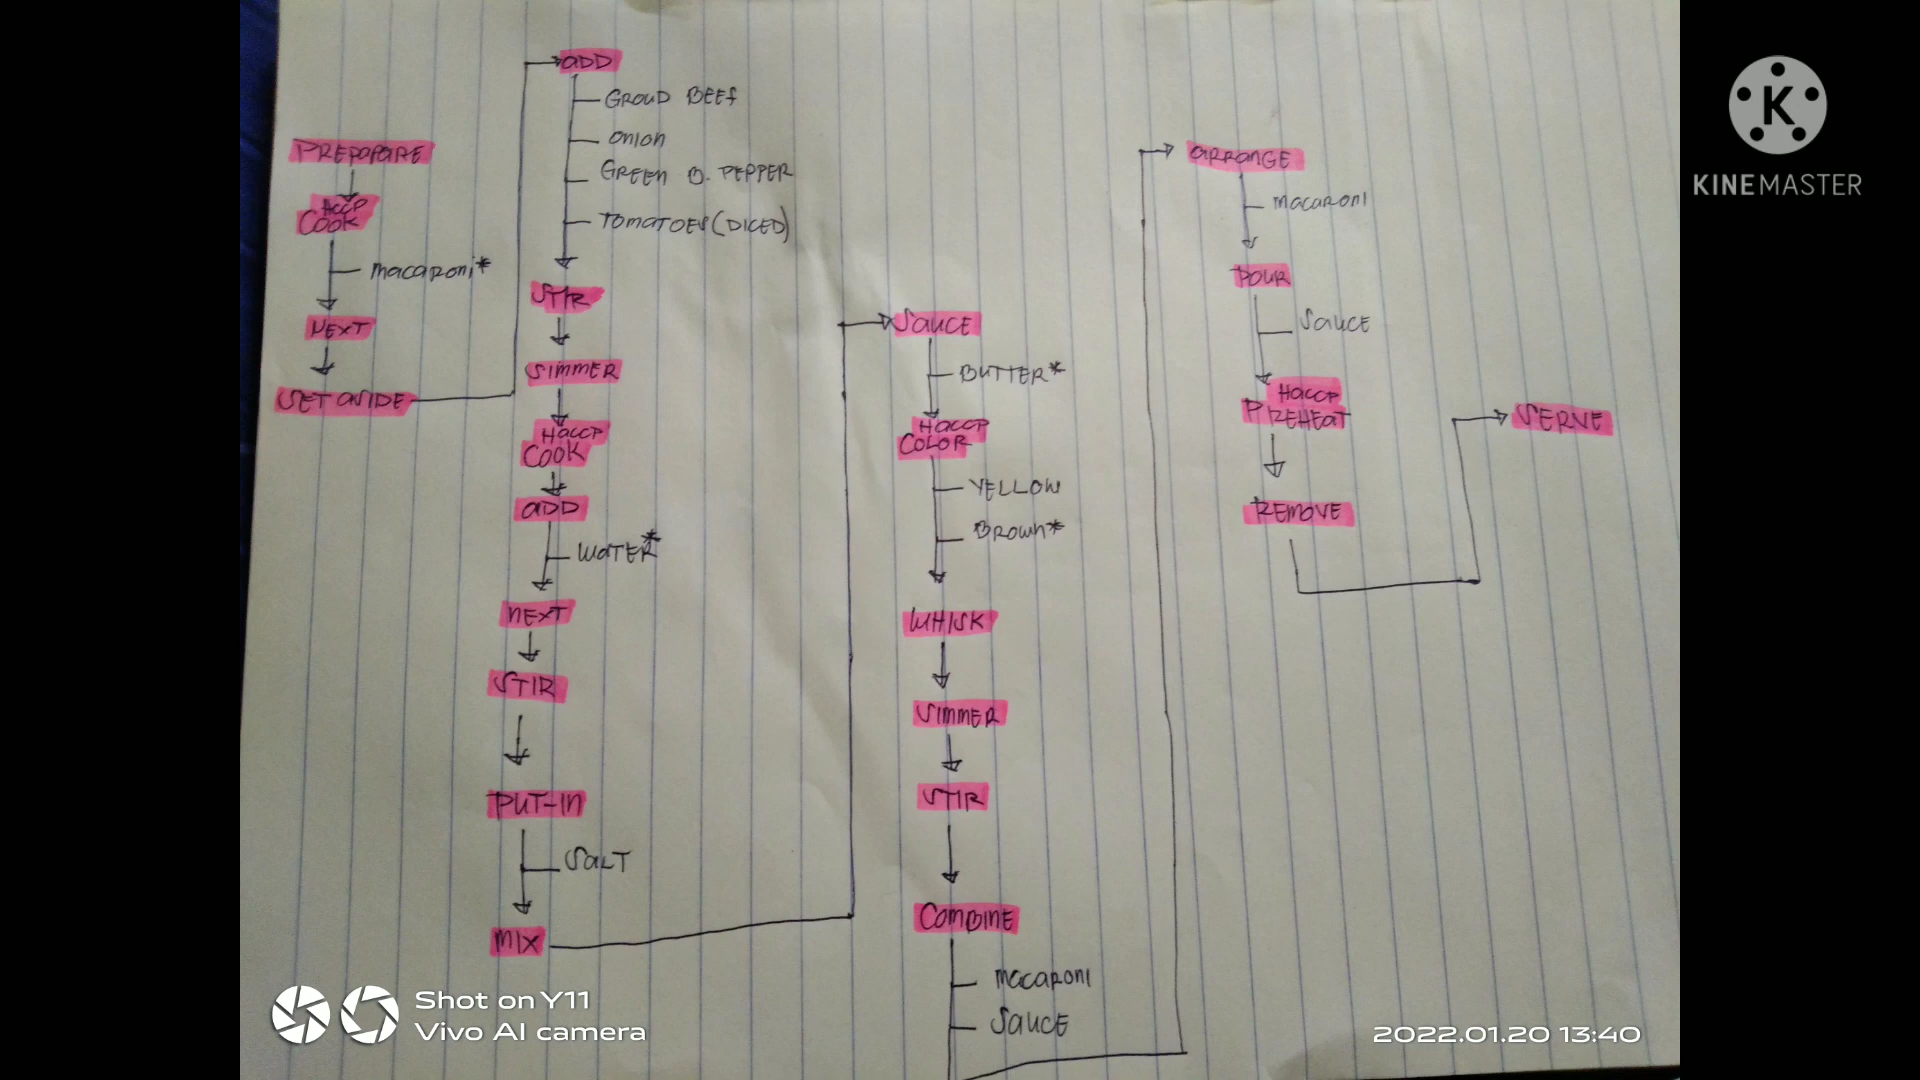 PREPAPARE
HACCP
COOK
macaroni*
NEXT
SET ASIDE
ADD
GROUD BEEF
ONION
GREEN B. PEPPER
TOMATOES (DICED)
STIR
SIMMER
HACCP
COOK
ADD
WATER*
NEXT
STIR
PUT-IN
SALT
MIX
SAUCE
BUTTER*
HACCP
COLOR
YELLOW
BROWN*
WHISK
SIMMER
STIR
COMBINE
macaroni
SAUCE
ARRANGE
macaroni
POUR
SAUCE
HACCP
PREHEAT
REMOVE
SERVE
K
KINEMASTER
Shot on Y11
Vivo AI camera
2022.01.20 13:40